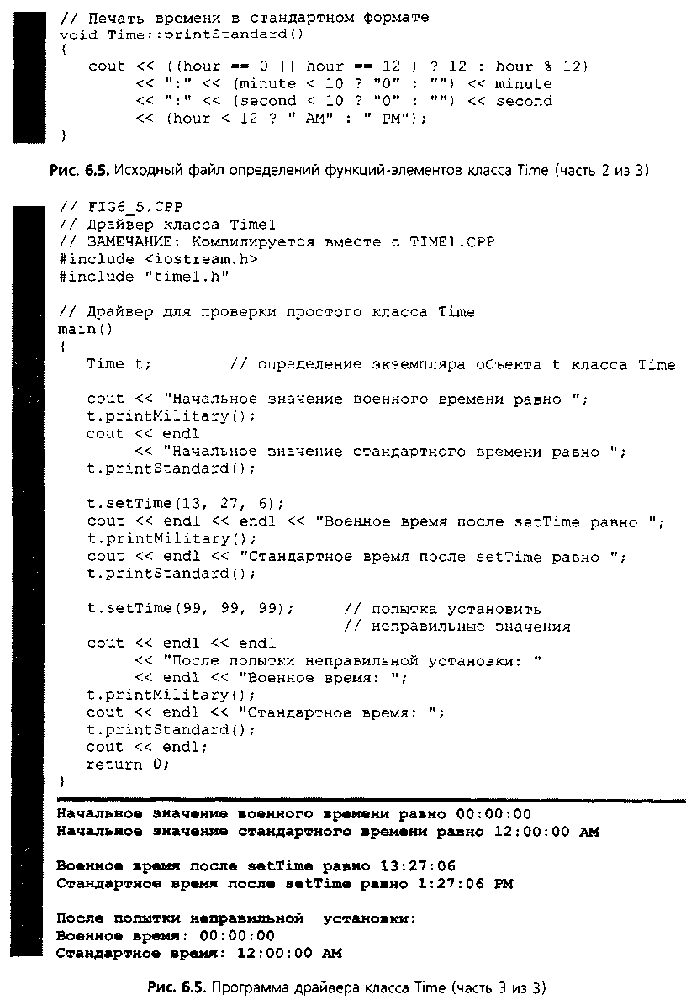 // Печать времени в стандартном формате
void Time::printStandard()
{
   cout << ((hour == 0 || hour == 12 ) ? 12 : hour % 12)
        << ":" << (minute < 10 ? "0" : "") << minute
        << ":" << (second < 10 ? "0" : "") << second
        << (hour < 12 ? " AM" : " PM");
}
Рис. 6.5. Исходный файл определений функций-элементов класса Time (часть 2 из 3)
// FIG6_5.CPP
// Драйвер класса Time1
// ЗАМЕЧАНИЕ: Компилируется вместе с TIME1.CPP
#include <iostream.h>
#include "time1.h"
// Драйвер для проверки простого класса Time
main()
{
   Time t;        // определение экземпляра объекта t класса Time
   cout << "Начальное значение военного времени равно ";
   t.printMilitary();
   cout << endl
        << "Начальное значение стандартного времени равно ";
   t.printStandard();
   t.setTime(13, 27, 6);
   cout << endl << endl << "Военное время после setTime равно ";
   t.printMilitary();
   cout << endl << "Стандартное время после setTime равно ";
   t.printStandard();
   t.setTime(99, 99, 99);     // попытка установить
                              // неправильные значения
   cout << endl << endl
        << "После попытки неправильной установки: "
        << endl << "Военное время: ";
   t.printMilitary();
   cout << endl << "Стандартное время: ";
   t.printStandard();
   cout << endl;
   return 0;
}
Начальное значение военного времени равно 00:00:00
Начальное значение стандартного времени равно 12:00:00 AM
Военное время после setTime равно 13:27:06
Стандартное время после setTime равно 1:27:06 PM
После попытки неправильной  установки:
Военное время: 00:00:00
Стандартное время: 12:00:00 AM
Рис. 6.5. Программа драйвера класса Time (часть 3 из 3)